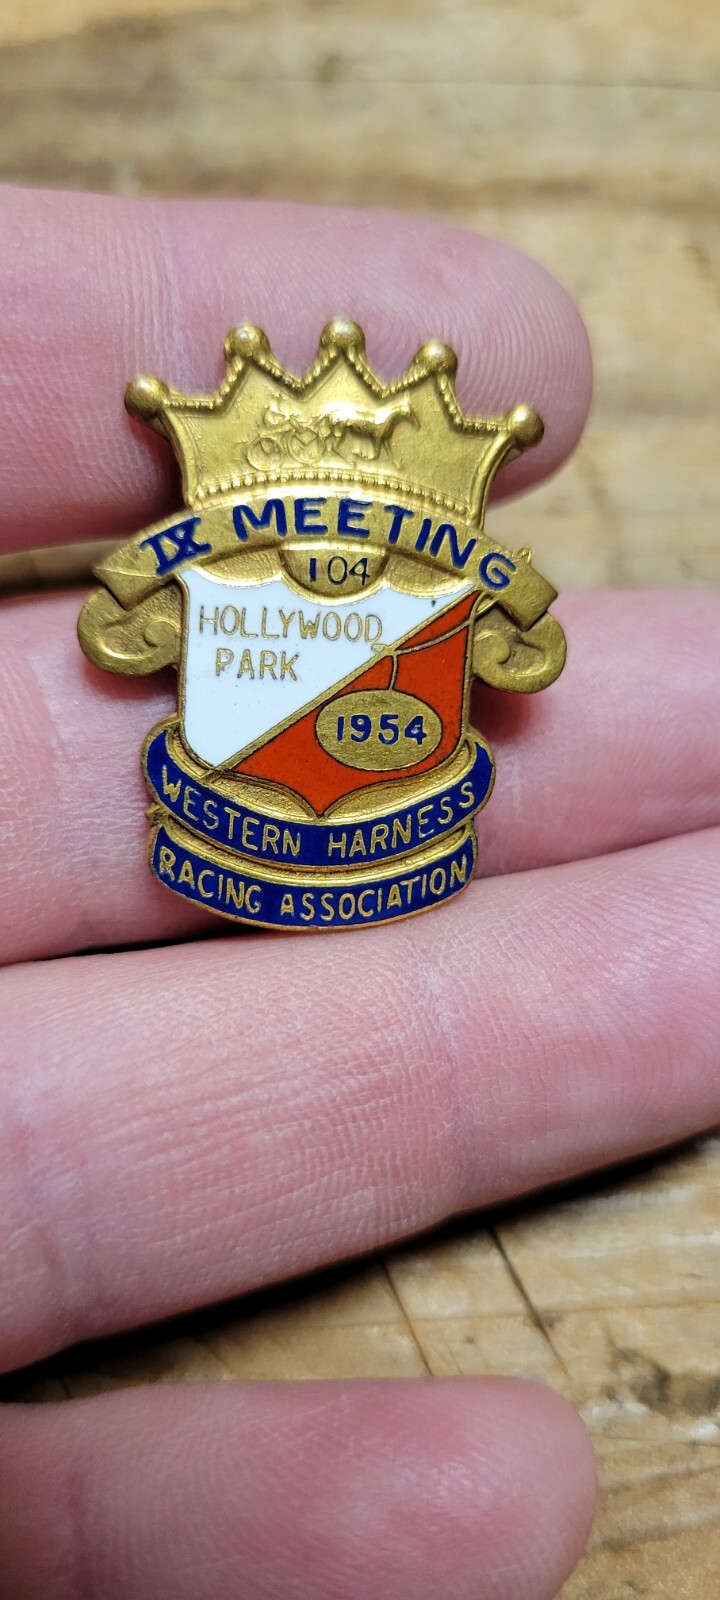 IX MEETING
104
HOLLYWOOD
PARK
1954
WESTERN HARNESS
RACING ASSOCIATION